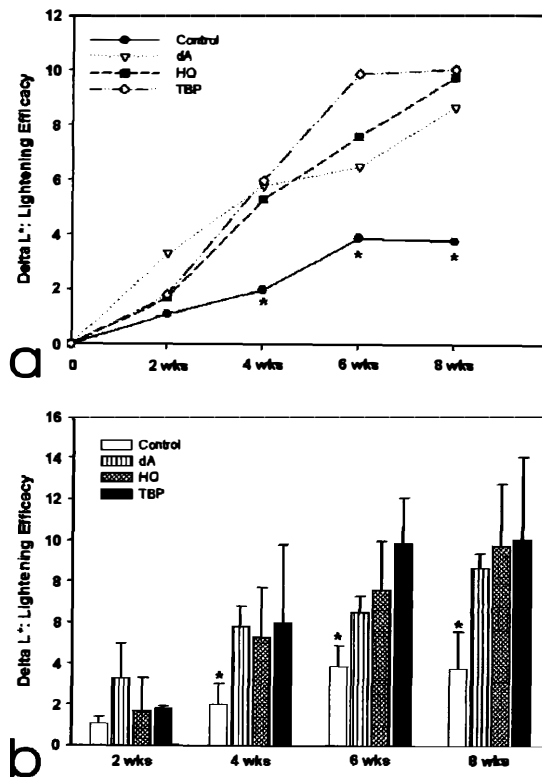 12
10
8
6
4
2
0
Delta L*: Lightening Efficacy
Control
dA
HQ
TBP
*
*
*
0
2 wks
4 wks
6 wks
8 wks
a
16
14
12
10
8
6
4
2
0
Delta L*: Lightening Efficacy
Control
dA
HQ
TBP
*
*
*
2 wks
4 wks
6 wks
8 wks
b